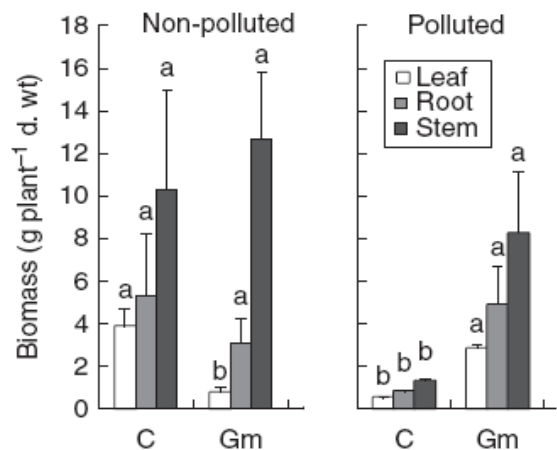 Non-polluted
Polluted
Biomass (g plant⁻¹ d. wt)
18
16
14
12
10
8
6
4
2
0
Leaf
Root
Stem
a
a
a
b
a
a
b
b
b
a
a
a
C
Gm
C
Gm